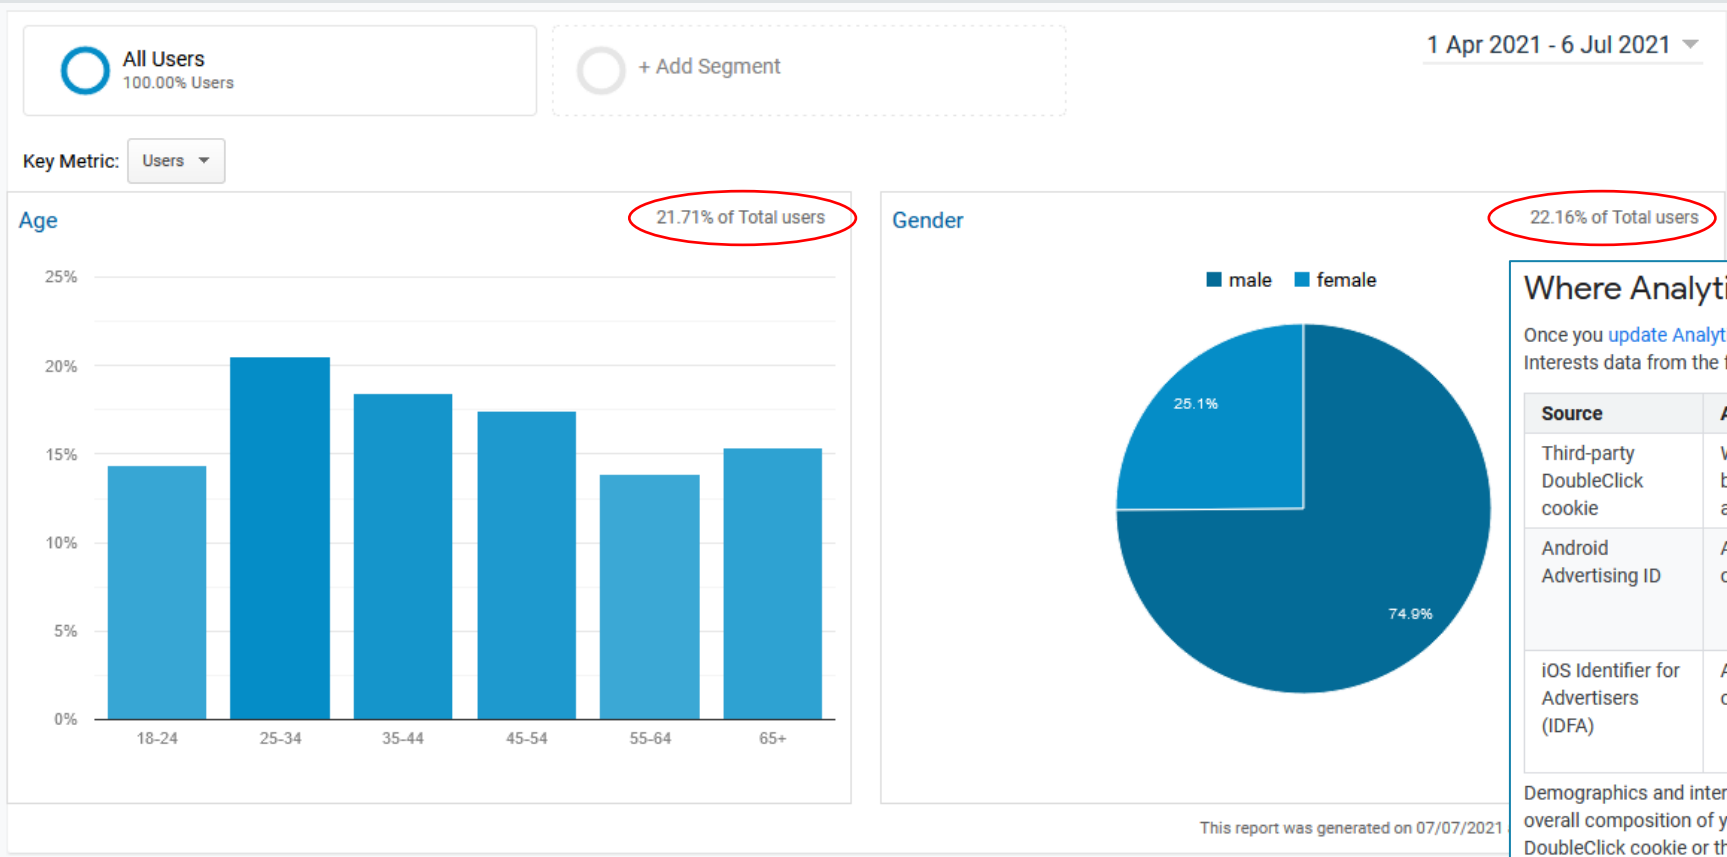 All Users
100.00% Users
+ Add Segment
1 Apr 2021 - 6 Jul 2021
Key Metric:
Users
Age
21.71% of Total users
25%
20%
15%
10%
5%
0%
18-24
25-34
35-44
45-54
55-64
65+
Gender
22.16% of Total users
male
female
25.1%
74.9%
This report was generated on 07/07/2021
Where
Once you update
Interests data from the
Source
Third-party
DoubleClick
cookie
Android
Advertising ID
iOS Identifier for
Advertisers
(IDFA)
Demographics and
overall composition of
DoubleClick cookie or